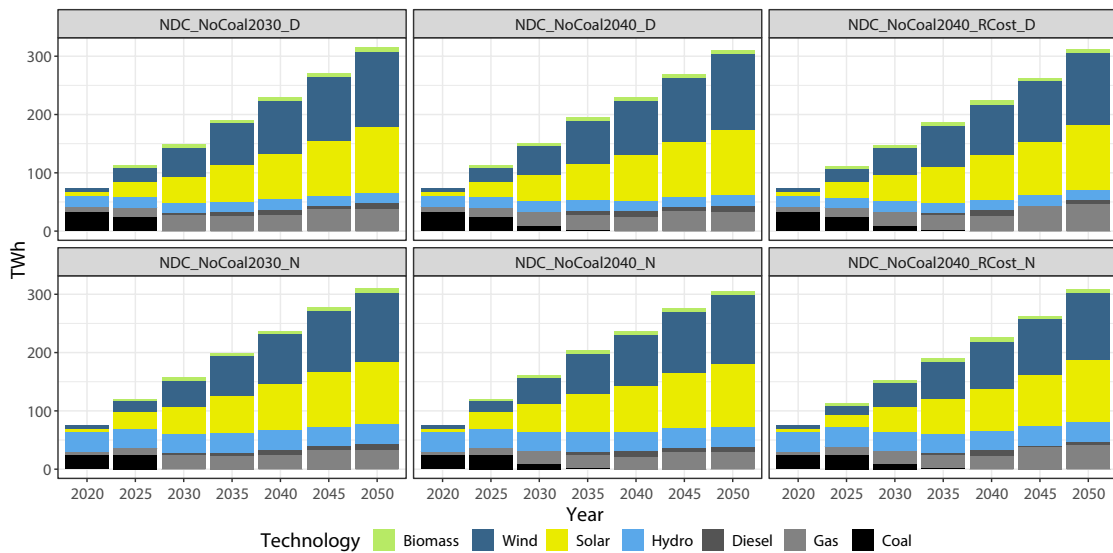 NDC_NoCoal2030_D NDC_NoCoal2040_D NDC_NoCoal2040_RCost_D
300
200
100
0
NDC_NoCoal2030_N NDC_NoCoal2040_N NDC_NoCoal2040_RCost_N
TWh
300
200
100
0
2020 2025 2030 2035 2040 2045 2050 2020 2025 2030 2035 2040 2045 2050 2020 2025 2030 2035 2040 2045 2050
Year
Technology Biomass Wind Solar Hydro Diesel Gas Coal